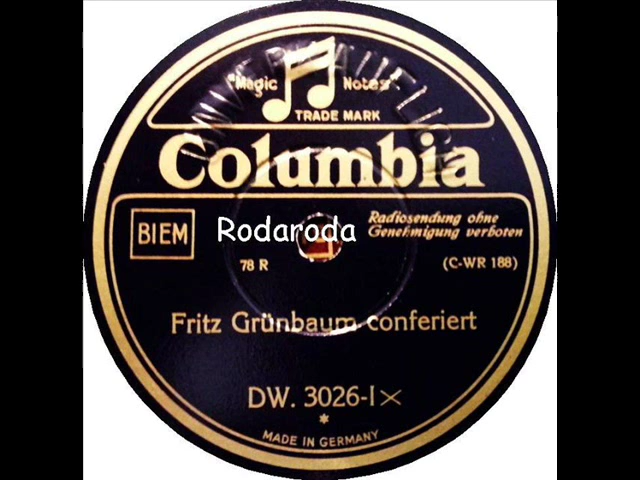 "Magic Notes"
TRADE MARK
Columbia
BIEM
Rodaroda
Radiosendung ohne
Genehmigung verboten
78 R
(C-WR 188)
Fritz Grünbaum conferiert
DW. 3026-I
*
MADE IN GERMANY